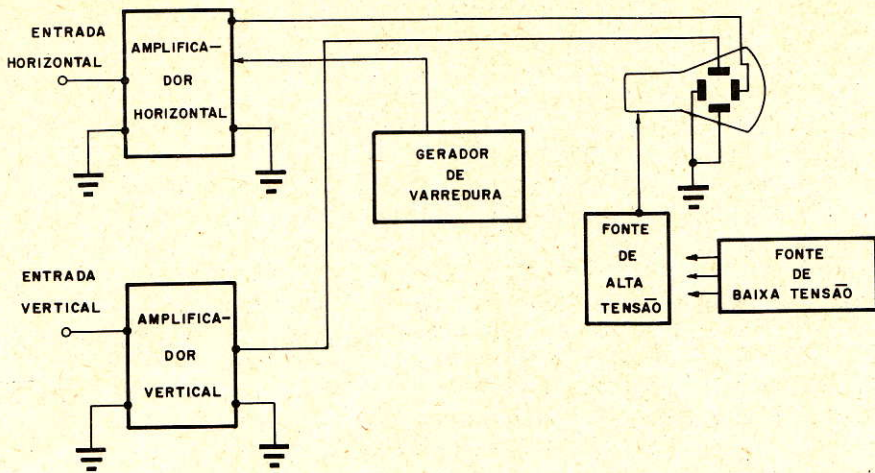 ENTRADA
HORIZONTAL
AMPLIFICA-
DOR
HORIZONTAL
GERADOR
DE
VARREDURA
FONTE
DE
ALTA
TENSÃO
FONTE
DE
BAIXA TENSÃO
ENTRADA
VERTICAL
AMPLIFICA-
DOR
VERTICAL